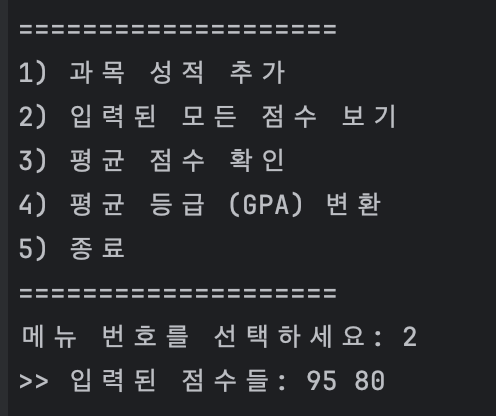 ====================
1) 과목 성적 추가
2) 입력된 모든 점수 보기
3) 평균 점수 확인
4) 평균 등급 (GPA) 변환
5) 종료
====================
메뉴 번호를 선택하세요: 2
>> 입력된 점수들: 95 80